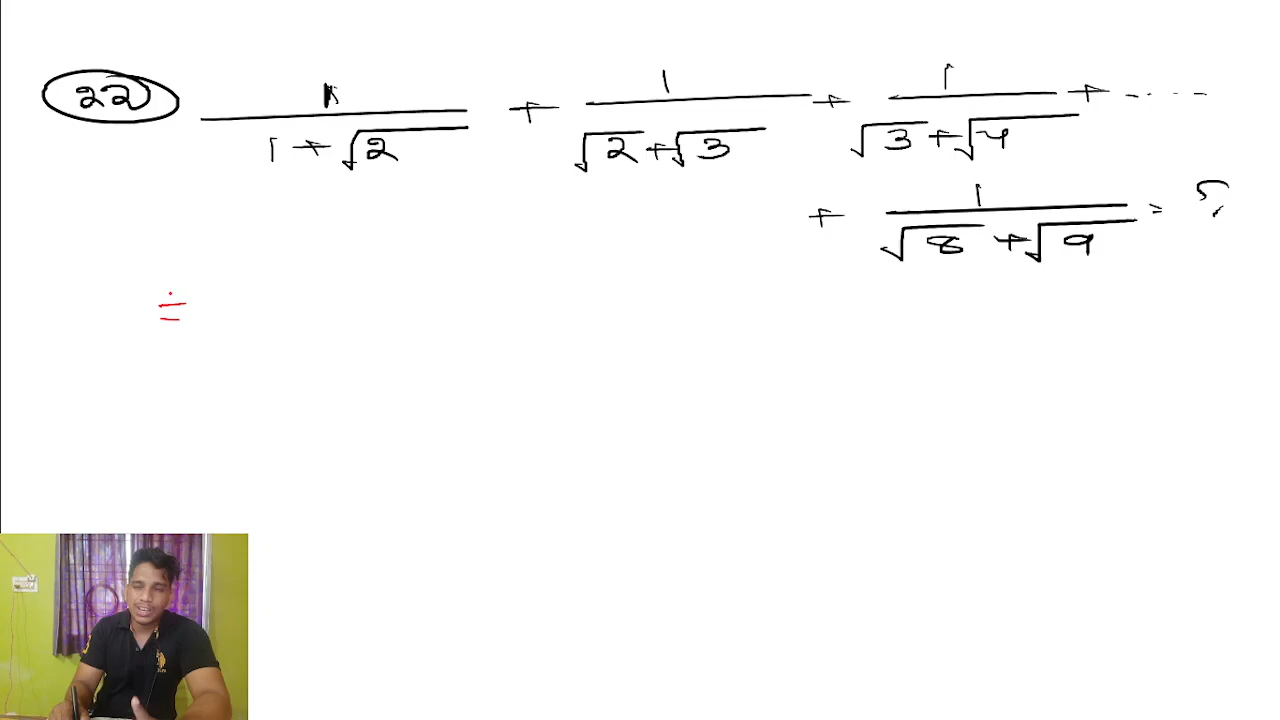 22 1/(1+√2) + 1/(√2+√3) + 1/(√3+√4) + ....
+ 1/(√8+√9) = ?
=